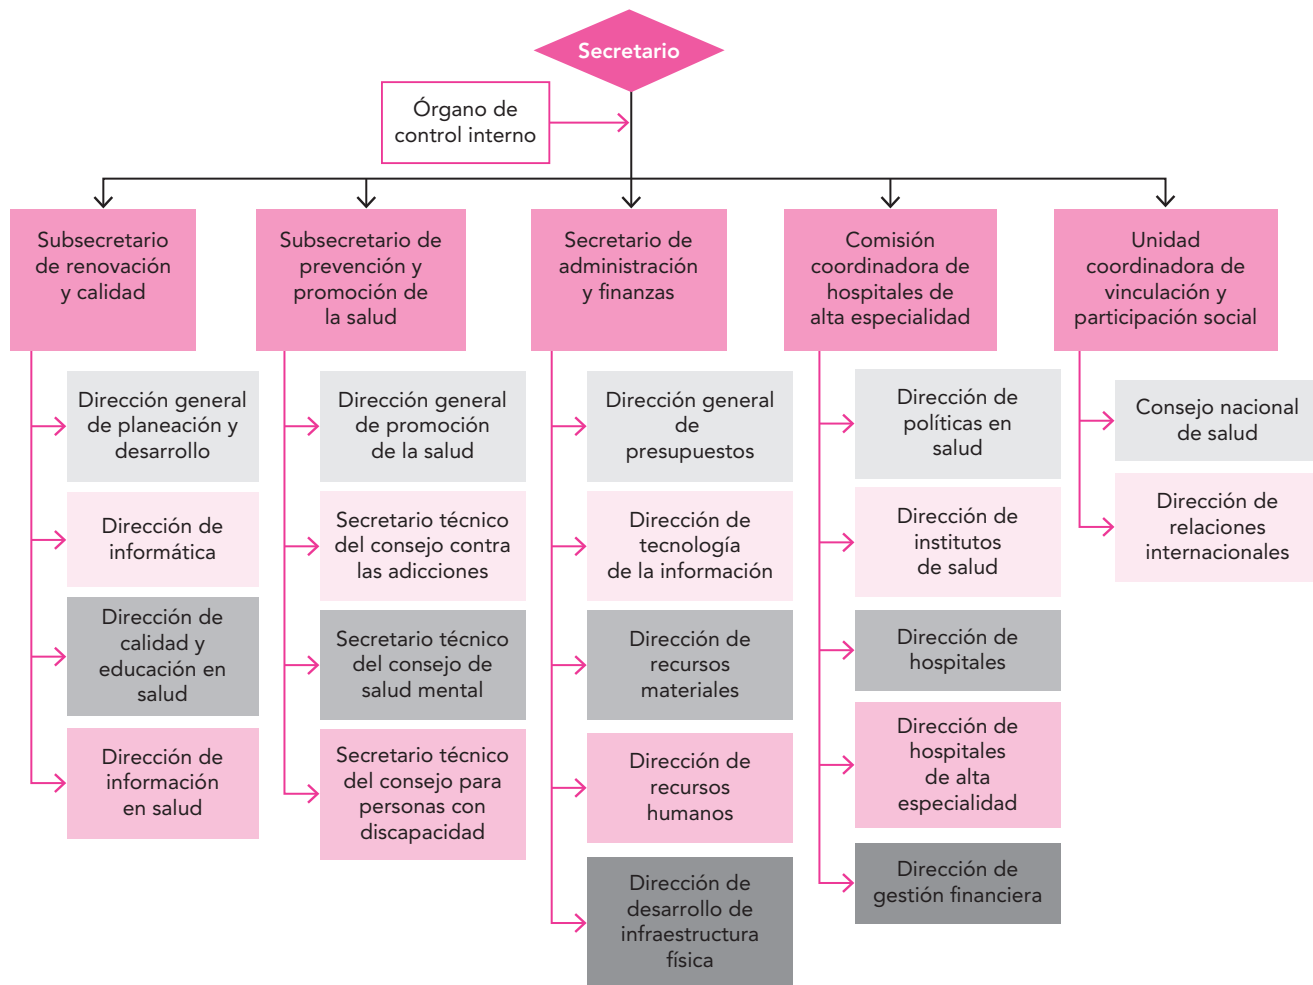 Secretario
Órgano de
control interno
Subsecretario
de renovación
y calidad
Subsecretario de
prevención y
promoción de
la salud
Secretario de
administración
y finanzas
Comisión
coordinadora de
hospitales de
alta especialidad
Unidad
coordinadora de
vinculación y
participación social
Dirección general
de planeación y
desarrollo
Dirección de
informática
Dirección de
calidad y
educación en
salud
Dirección de
información
en salud
Dirección general
de promoción
de la salud
Secretario técnico
del consejo contra
las adicciones
Secretario técnico
del consejo de
salud mental
Secretario técnico
del consejo para
personas con
discapacidad
Dirección general
de
presupuestos
Dirección de
tecnología
de la información
Dirección de
recursos
materiales
Dirección de
recursos
humanos
Dirección de
desarrollo de
infraestructura
física
Dirección de
políticas en
salud
Dirección de
institutos
de salud
Dirección de
hospitales
Dirección de
hospitales
de alta
especialidad
Dirección de
gestión financiera
Consejo nacional
de salud
Dirección de
relaciones
internacionales